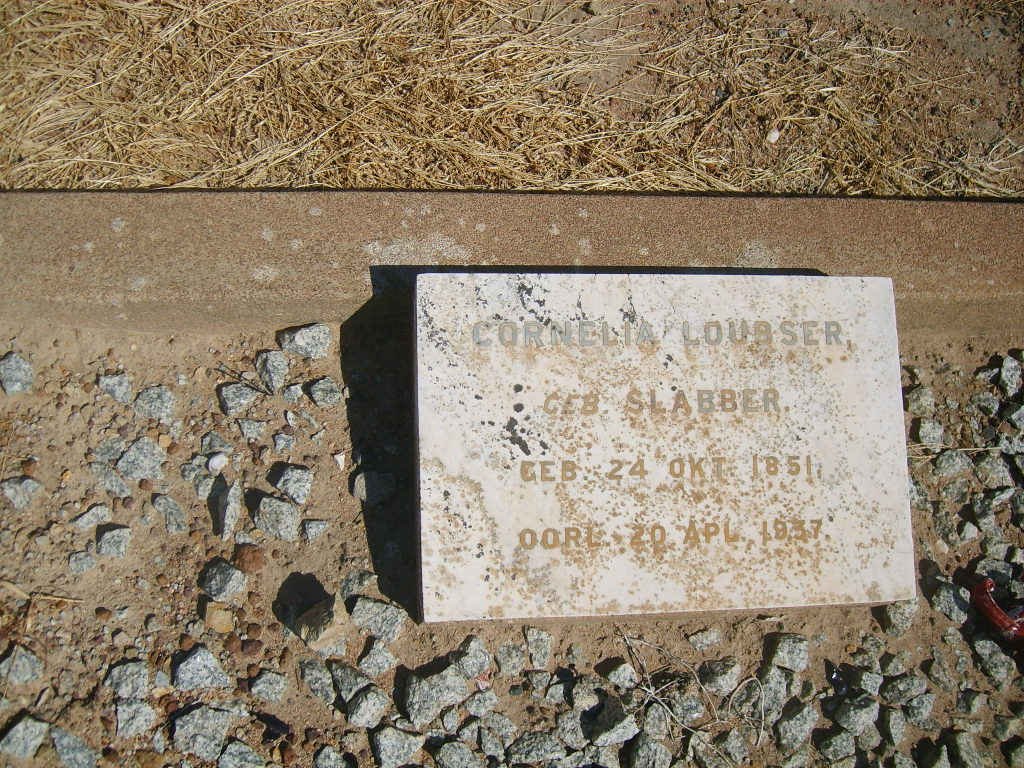 CORNELIA LOUBSER
GEB. SLABBER.
GEB. 24 OKT. 1851.
OORL. 20 APL. 1937.